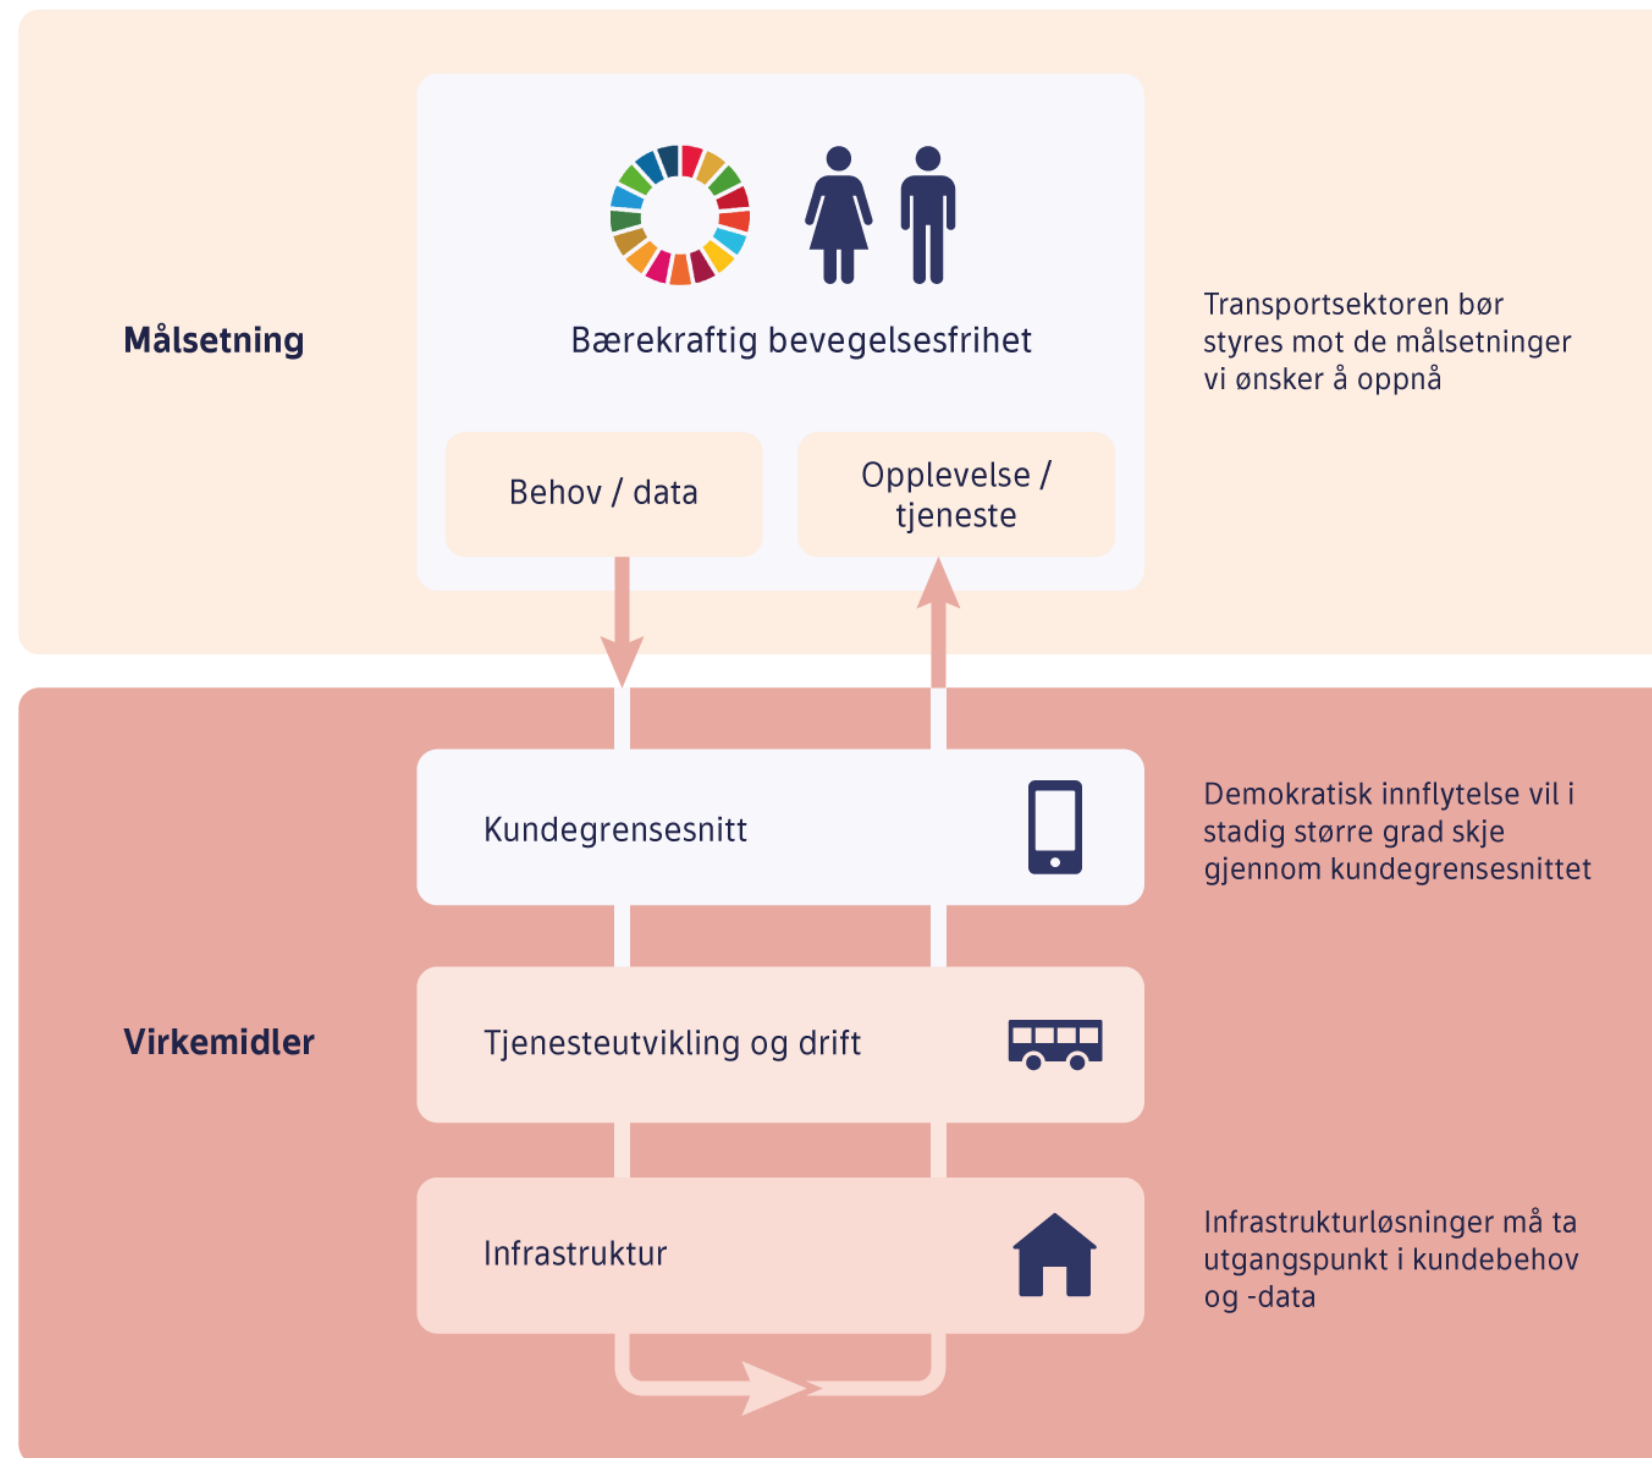 Målsetning
Bærekraftig bevegelsesfrihet
Behov / data
Opplevelse /
tjeneste
Transportsektoren bør
styres mot de målsetninger
vi ønsker å oppnå
Virkemidler
Kundegrensesnitt
Demokratisk innflytelse vil i
stadig større grad skje
gjennom kundegrensesnittet
Tjenesteutvikling og drift
Infrastruktur
Infrastrukturløsninger må ta
utgangspunkt i kundebehov
og -data